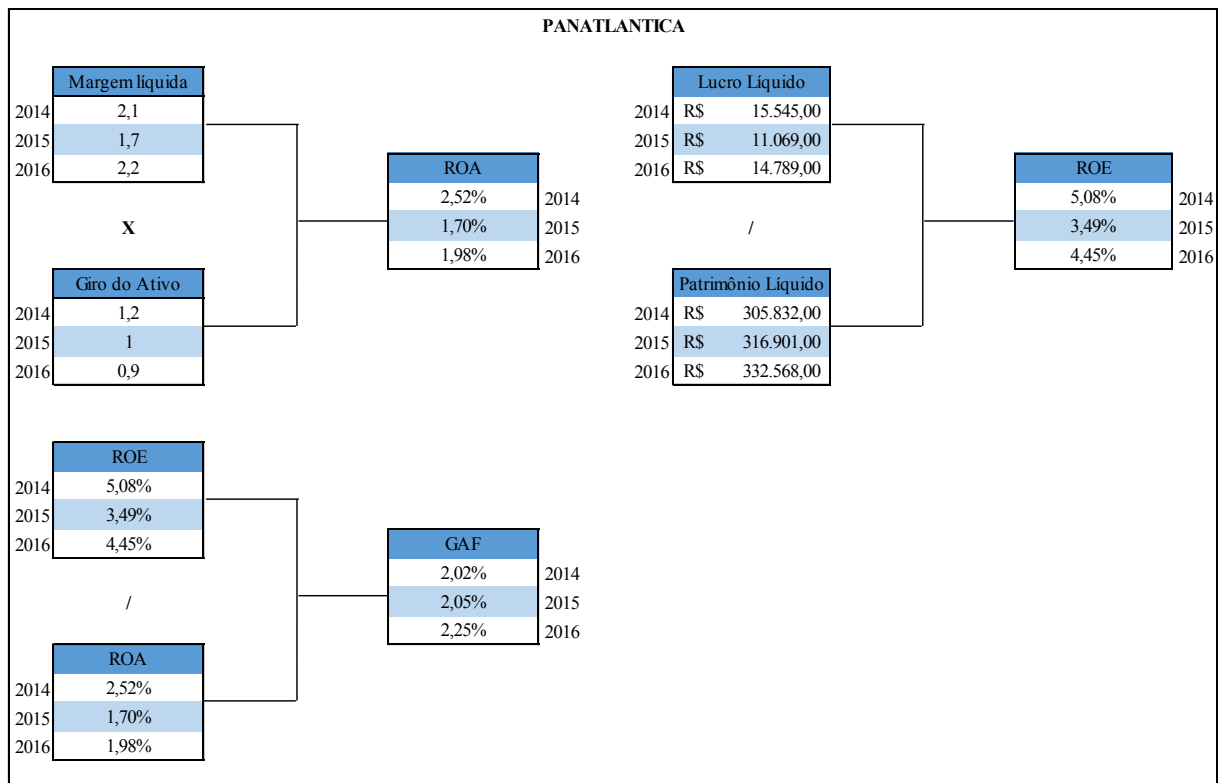 PANATLANTICA
Margem líquida
2014 2,1
2015 1,7
2016 2,2
X
Giro do Ativo
2014 1,2
2015 1
2016 0,9
ROA
2,52% 2014
1,70% 2015
1,98% 2016
Lucro Líquido
2014 R$ 15.545,00
2015 R$ 11.069,00
2016 R$ 14.789,00
/
Patrimônio Líquido
2014 R$ 305.832,00
2015 R$ 316.901,00
2016 R$ 332.568,00
ROE
5,08% 2014
3,49% 2015
4,45% 2016
ROE
2014 5,08%
2015 3,49%
2016 4,45%
/
ROA
2014 2,52%
2015 1,70%
2016 1,98%
GAF
2,02% 2014
2,05% 2015
2,25% 2016